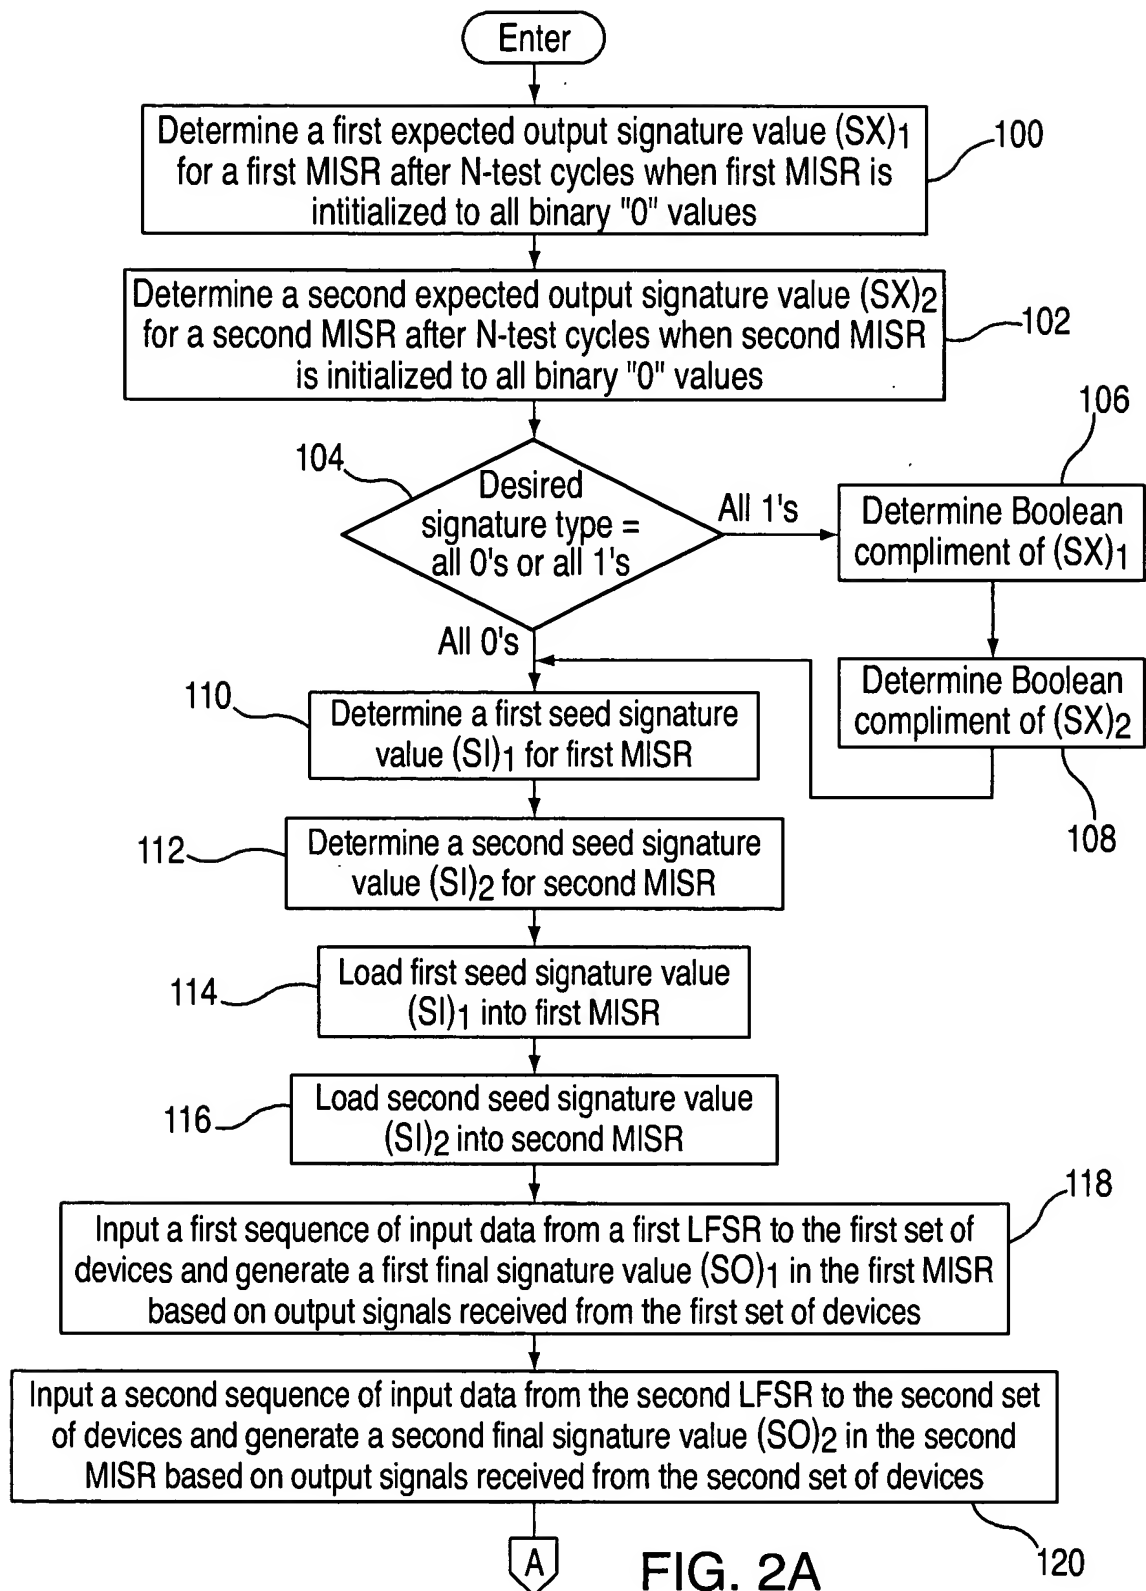 Enter
Determine a first expected output signature value (SX)1
for a first MISR after N-test cycles when first MISR is
intitialized to all binary "0" values
100
Determine a second expected output signature value (SX)2
for a second MISR after N-test cycles when second MISR
is initialized to all binary "0" values
102
104
Desired
signature type =
all 0's or all 1's
All 1's
106
Determine Boolean
compliment of (SX)1
All 0's
Determine Boolean
compliment of (SX)2
108
110
Determine a first seed signature
value (SI)1 for first MISR
112
Determine a second seed signature
value (SI)2 for second MISR
114
Load first seed signature value
(SI)1 into first MISR
116
Load second seed signature value
(SI)2 into second MISR
118
Input a first sequence of input data from a first LFSR to the first set of
devices and generate a first final signature value (SO)1 in the first MISR
based on output signals received from the first set of devices
Input a second sequence of input data from the second LFSR to the second set
of devices and generate a second final signature value (SO)2 in the second
MISR based on output signals received from the second set of devices
120
A
FIG. 2A